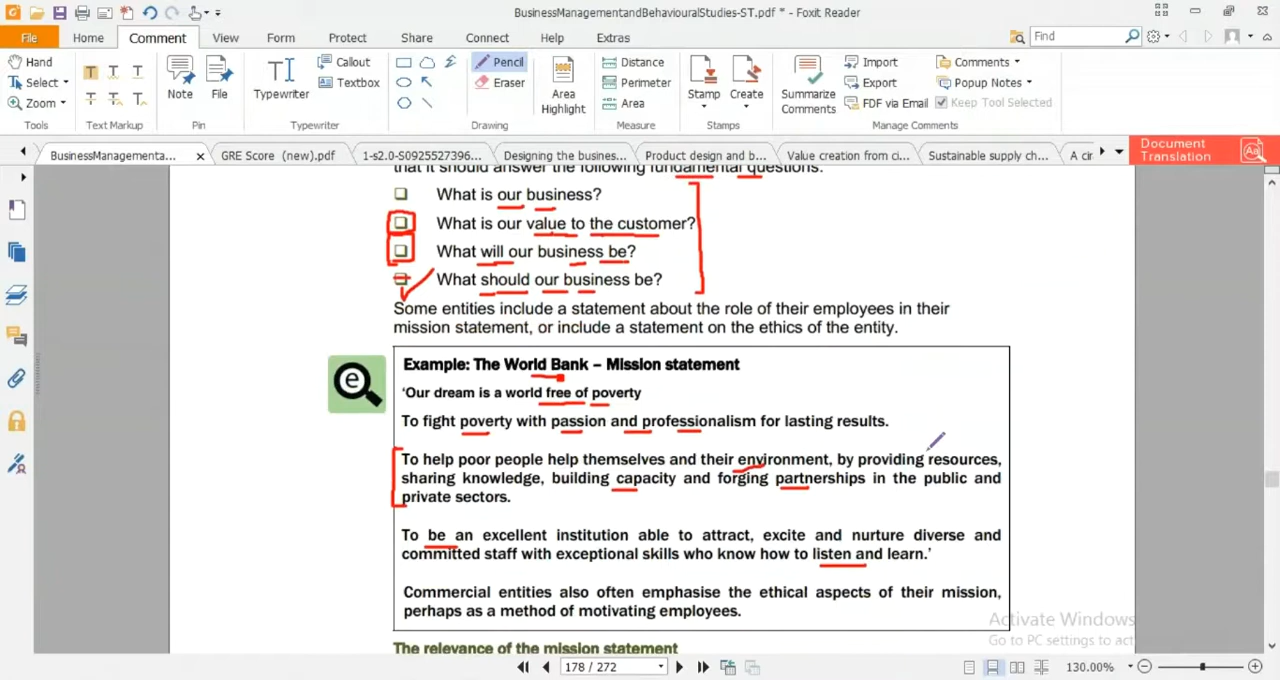 BusinessManagementandBehaviouralStudies-ST.pdf * - Foxit Reader
File Home Comment View Form Protect Share Connect Help Extras Find
Hand
Select
Zoom
Tools
Text Markup
Note
File
Pin
Typewriter
Callout
Textbox
Typewriter
Pencil
Eraser
Area
Highlight
Drawing
Distance
Perimeter
Area
Measure
Stamp
Create
Stamps
Summarize
Comments
Import
Export
FDF via Email
Comments
Popup Notes
Keep Tool Selected
Manage Comments
BusinessManagementa... GRE Score (new).pdf 1-s2.0-S0925527396... Designing the busines... Product design and b... Value creation from ci... Sustainable supply ch... A cir
Document
Translation
that it should answer the following fundamental questions:
What is our business?
What is our value to the customer?
What will our business be?
What should our business be?
Some entities include a statement about the role of their employees in their
mission statement, or include a statement on the ethics of the entity.
e
Example: The World Bank – Mission statement
‘Our dream is a world free of poverty
To fight poverty with passion and professionalism for lasting results.
To help poor people help themselves and their environment, by providing resources,
sharing knowledge, building capacity and forging partnerships in the public and
private sectors.
To be an excellent institution able to attract, excite and nurture diverse and
committed staff with exceptional skills who know how to listen and learn.’
Commercial entities also often emphasise the ethical aspects of their mission,
perhaps as a method of motivating employees.
The relevance of the mission statement
Activate Windows
Go to PC settings to act
178 / 272
130.00%